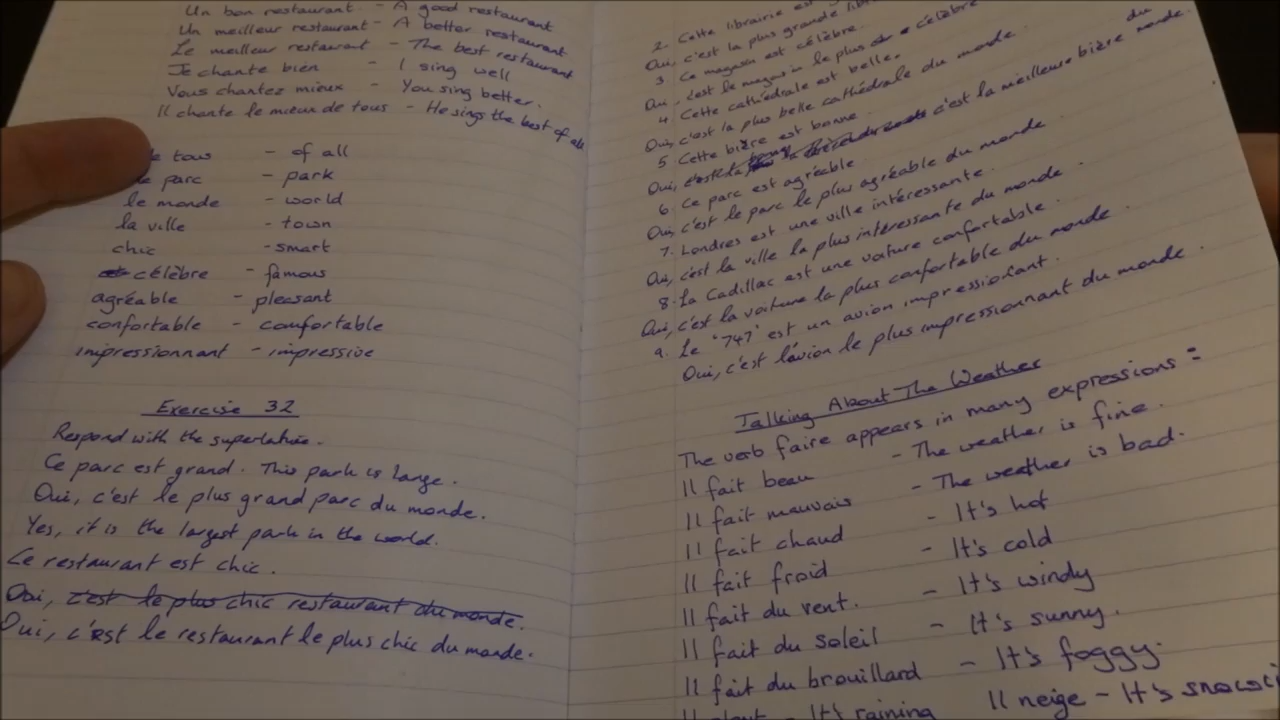 Un bon restaurant. - A good restaurant
Un meilleur restaurant - A better restaurant
Le meilleur restaurant - The best restaurant
Je chante bien - I sing well
Vous chantez mieux - You sing better.
Il chante le mieux de tous - He sings the best of all
de tous - of all
le parc - park
le monde - world
la ville - town
chic - smart
célèbre - famous
agréable - pleasant
confortable - comfortable
impressionnant - impressive
Exercise 32
Respond with the superlative.
Ce parc est grand. This park is large.
Oui, c'est le plus grand parc du monde.
Yes, it is the largest park in the world.
Le restaurant est chic.
Oui, c'est le plus chic restaurant du monde.
Oui, c'est le restaurant le plus chic du monde.
2. Cette librairie est
Oui, c'est la plus grande
3. Ce magasin est célèbre.
Oui, c'est le magasin le plus célèbre du
4. Cette cathédrale est belle.
Oui, c'est la plus belle cathédrale du monde.
5. Cette bière est bonne.
Oui, c'est la c'est la meilleure bière monde.
6. Ce parc est agréable.
Oui, c'est le parc le plus agréable du monde
7. Londres est une ville intéressante.
Oui, c'est la ville la plus intéressante du monde.
8. La Cadillac est une voiture confortable.
Oui, c'est la voiture la plus confortable du monde.
9. Le '747' est un avion impressionant.
Oui, c'est l'avion le plus impressionnant du monde.
Talking About The Weather
The verb faire appears in many expressions =
Il fait beau - The weather is fine.
Il fait mauvais - The weather is bad.
Il fait chaud - It's hot
Il fait froid - It's cold
Il fait du vent. - It's windy
Il fait du soleil - It's sunny.
Il fait du brouillard - It's foggy.
Il pleut - It's raining Il neige - It's